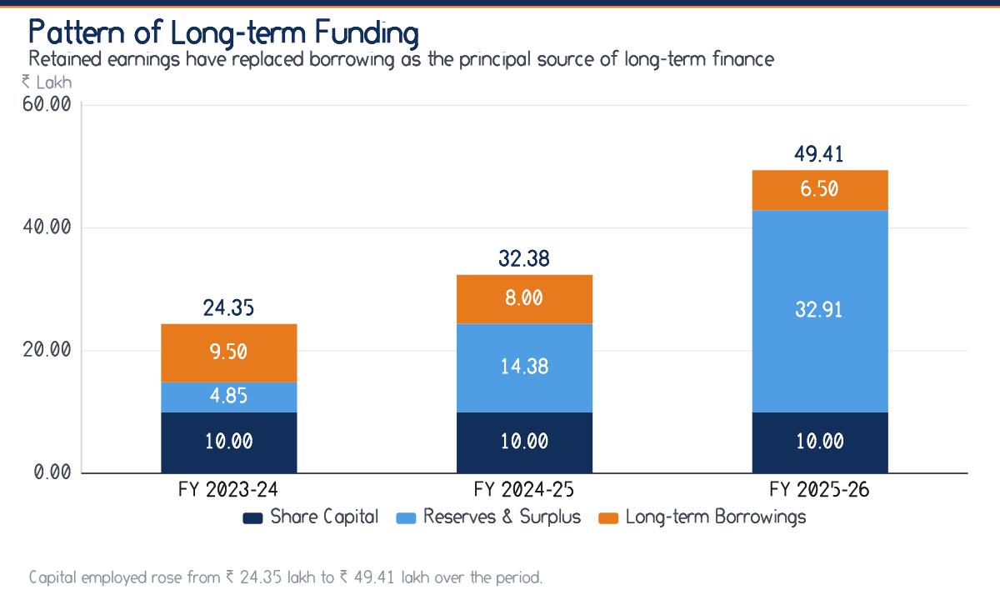 Pattern of Long-term Funding
Retained earnings have replaced borrowing as the principal source of long-term finance
₹ Lakh
60.00
49.41
6.50
40.00
32.38
8.00
24.35
32.91
20.00
9.50
14.38
4.85
10.00 10.00 10.00
0.00
FY 2023-24 FY 2024-25 FY 2025-26
Share Capital Reserves & Surplus Long-term Borrowings
Capital employed rose from ₹ 24.35 lakh to ₹ 49.41 lakh over the period.